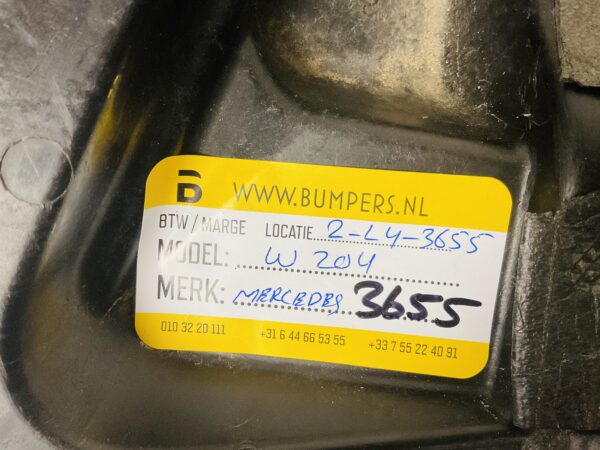 B WWW.BUMPERS.NL
BTW / MARGE LOCATIE 2-L4-3655
MODEL: W 204
MERK: MERCEDES 3655
010 32 20 111 +31 6 44 66 53 55 +33 7 55 22 40 91